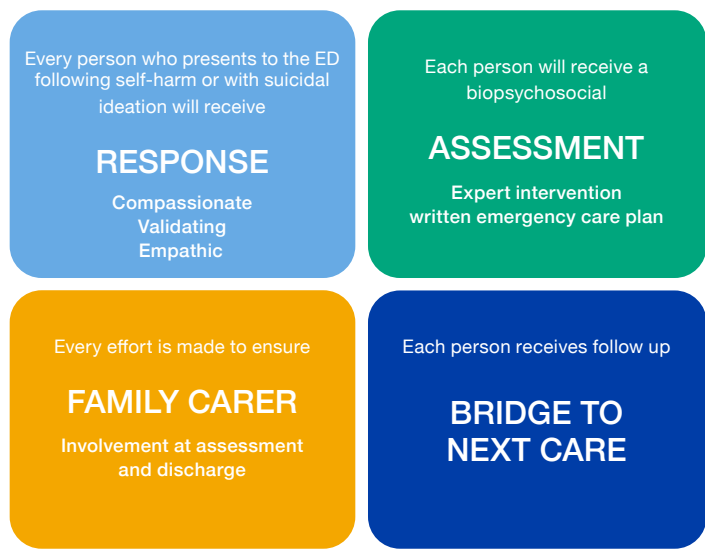 Every person who presents to the ED
following self-harm or with suicidal
ideation will receive
RESPONSE
Compassionate
Validating
Empathic
Each person will receive a
biopsychosocial
ASSESSMENT
Expert intervention
written emergency care plan
Every effort is made to ensure
FAMILY CARER
Involvement at assessment
and discharge
Each person receives follow up
BRIDGE TO
NEXT CARE